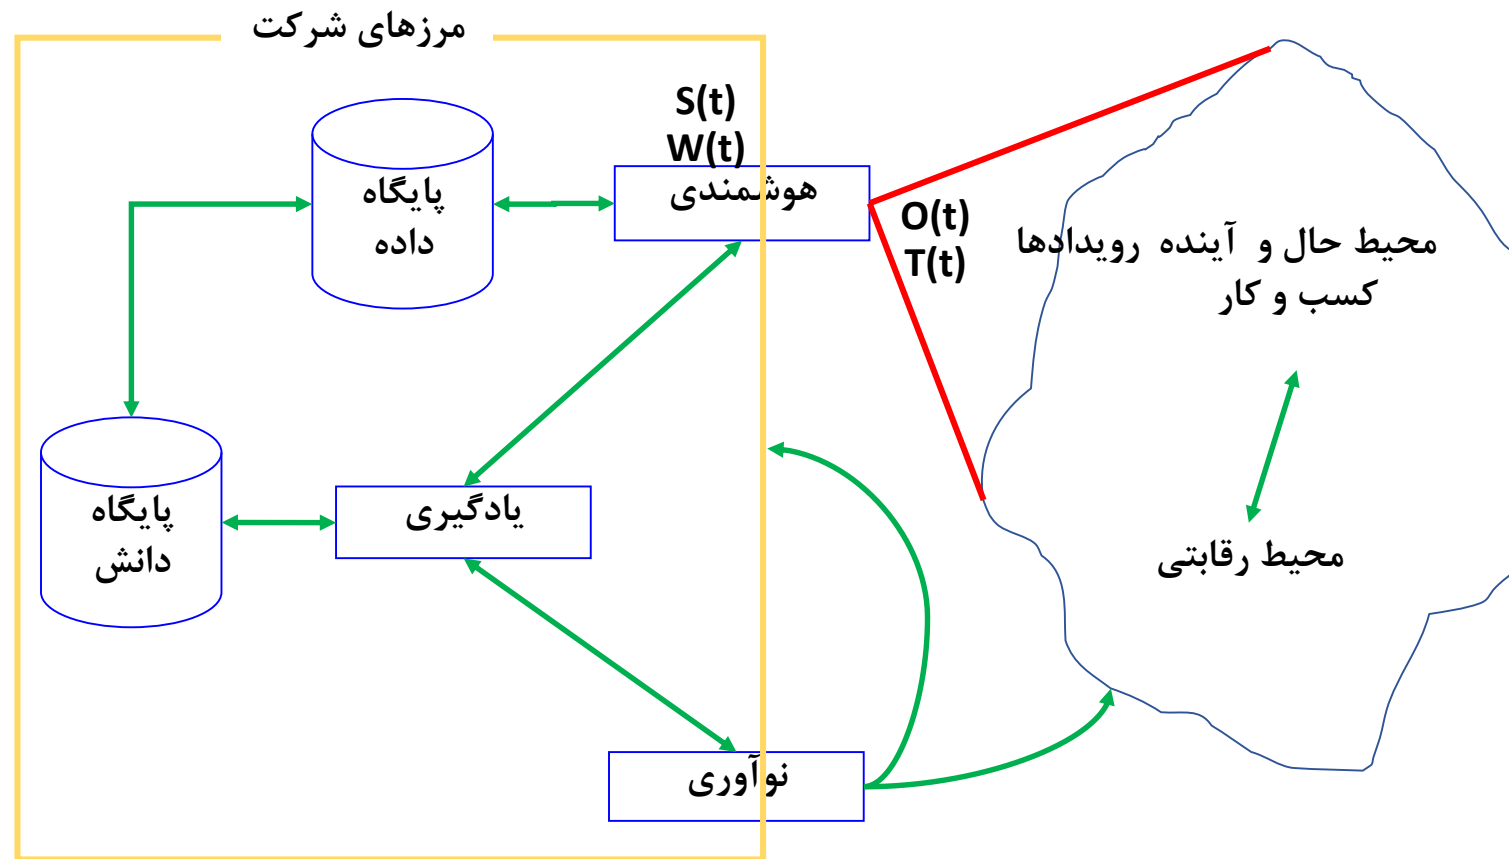 مرزهای شرکت
S(t)
W(t)
هوشمندی
پایگاه
داده
O(t)
T(t)
محیط حال و آینده رویدادها
کسب و کار
پایگاه
دانش
یادگیری
محیط رقابتی
نوآوری